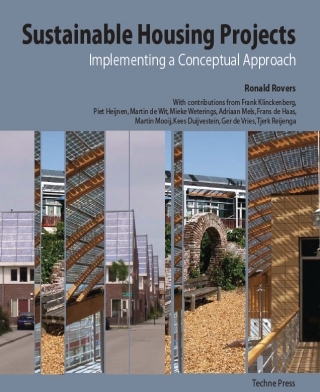 Sustainable Housing Projects
Implementing a Conceptual Approach
Ronald Rovers
With contributions from Frank Klinckenberg,
Piet Heijnen, Martin de Wit, Mieke Weterings, Adriaan Mels, Frans de Haas,
Martin Mooij, Kees Duijvestein, Ger de Vries, Tjerk Reijenga
Techne Press